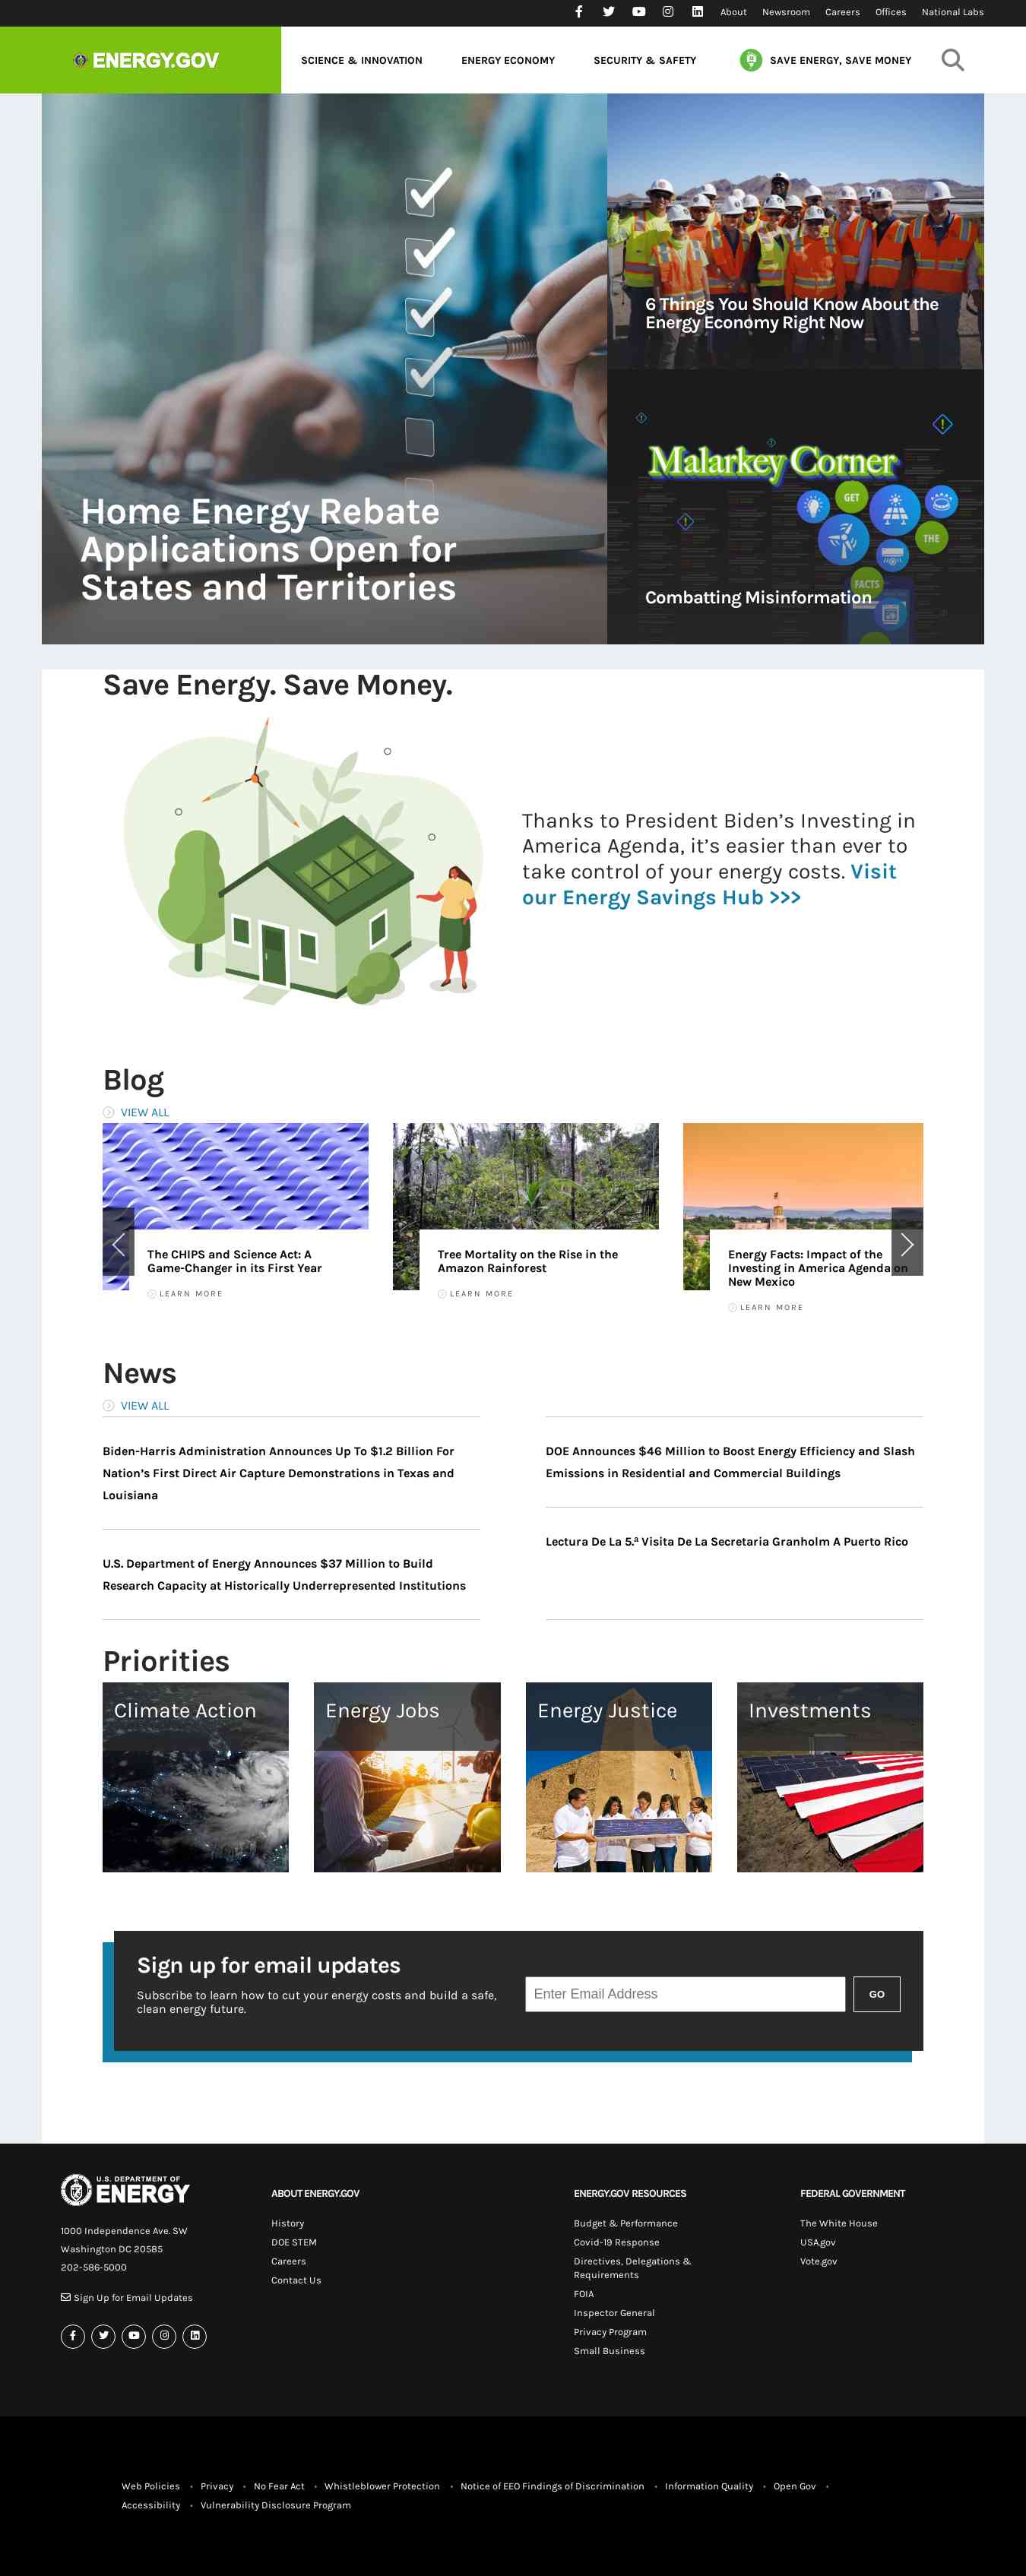 About Newsroom Careers Offices National Labs
ENERGY.GOV
SCIENCE & INNOVATION ENERGY ECONOMY SECURITY & SAFETY SAVE ENERGY, SAVE MONEY
Home Energy Rebate
Applications Open for
States and Territories
6 Things You Should Know About the
Energy Economy Right Now
Malarkey Corner
GET
THE
FACTS
Combatting Misinformation
Save Energy. Save Money.
Thanks to President Biden’s Investing in
America Agenda, it’s easier than ever to
take control of your energy costs. Visit
our Energy Savings Hub >>>
Blog
VIEW ALL
The CHIPS and Science Act: A
Game-Changer in its First Year
LEARN MORE
Tree Mortality on the Rise in the
Amazon Rainforest
LEARN MORE
Energy Facts: Impact of the
Investing in America Agenda on
New Mexico
LEARN MORE
News
VIEW ALL
Biden-Harris Administration Announces Up To $1.2 Billion For
Nation’s First Direct Air Capture Demonstrations in Texas and
Louisiana
U.S. Department of Energy Announces $37 Million to Build
Research Capacity at Historically Underrepresented Institutions
DOE Announces $46 Million to Boost Energy Efficiency and Slash
Emissions in Residential and Commercial Buildings
Lectura De La 5.ª Visita De La Secretaria Granholm A Puerto Rico
Priorities
Climate Action
Energy Jobs
Energy Justice
Investments
Sign up for email updates
Subscribe to learn how to cut your energy costs and build a safe,
clean energy future.
Enter Email Address
GO
U.S. DEPARTMENT OF
ENERGY
1000 Independence Ave. SW
Washington DC 20585
202-586-5000
Sign Up for Email Updates
ABOUT ENERGY.GOV
History
DOE STEM
Careers
Contact Us
ENERGY.GOV RESOURCES
Budget & Performance
Covid-19 Response
Directives, Delegations &
Requirements
FOIA
Inspector General
Privacy Program
Small Business
FEDERAL GOVERNMENT
The White House
USA.gov
Vote.gov
Web Policies • Privacy • No Fear Act • Whistleblower Protection • Notice of EEO Findings of Discrimination • Information Quality • Open Gov •
Accessibility • Vulnerability Disclosure Program